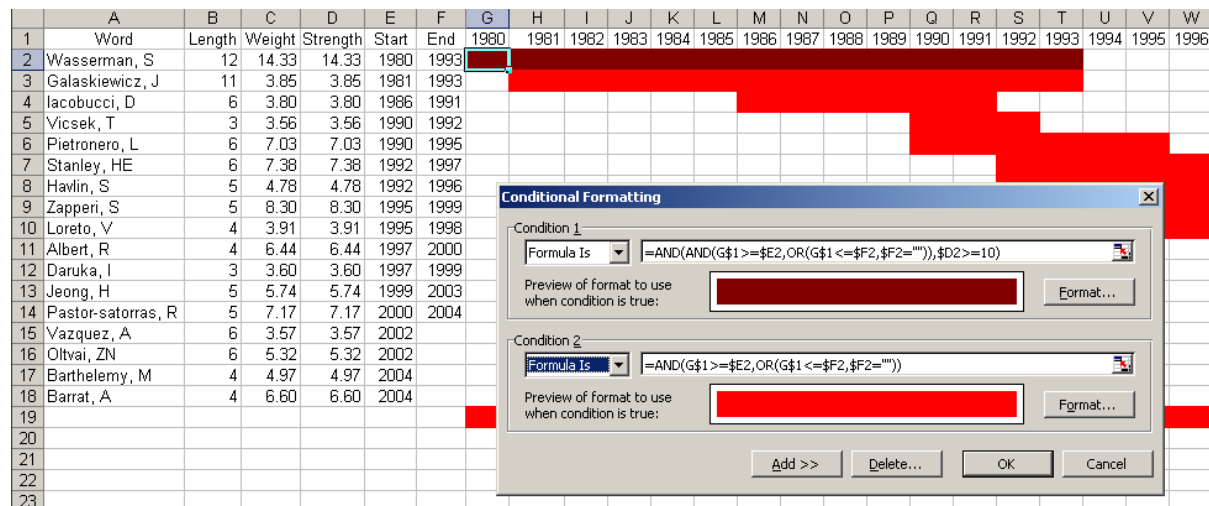 A B C D E F G H I J K L M N O P Q R S T U V W
1 Word Length Weight Strength Start End 1980 1981 1982 1983 1984 1985 1986 1987 1988 1989 1990 1991 1992 1993 1994 1995 1996
2 Wasserman, S 12 14.33 14.33 1980 1993
3 Galaskiewicz, J 11 3.85 3.85 1981 1993
4 Iacobucci, D 6 3.80 3.80 1986 1991
5 Vicsek, T 3 3.56 3.56 1990 1992
6 Pietronero, L 6 7.03 7.03 1990 1995
7 Stanley, HE 6 7.38 7.38 1992 1997
8 Havlin, S 5 4.78 4.78 1992 1996
9 Zapperi, S 5 8.30 8.30 1995 1999
10 Loreto, V 4 3.91 3.91 1995 1998
11 Albert, R 4 6.44 6.44 1997 2000
12 Daruka, I 3 3.60 3.60 1997 1999
13 Jeong, H 5 5.74 5.74 1999 2003
14 Pastor-satorras, R 5 7.17 7.17 2000 2004
15 Vazquez, A 6 3.57 3.57 2002
16 Oltvai, ZN 6 5.32 5.32 2002
17 Barthelemy, M 4 4.97 4.97 2004
18 Barrat, A 4 6.60 6.60 2004
19
20
21
22
23
Conditional Formatting
Condition 1
Formula Is =AND(AND(G$1>=$E2,OR(G$1<=$F2,$F2="")),$D2>=10)
Preview of format to use
when condition is true:
Format...
Condition 2
Formula Is =AND(G$1>=$E2,OR(G$1<=$F2,$F2=""))
Preview of format to use
when condition is true:
Format...
Add >> Delete... OK Cancel